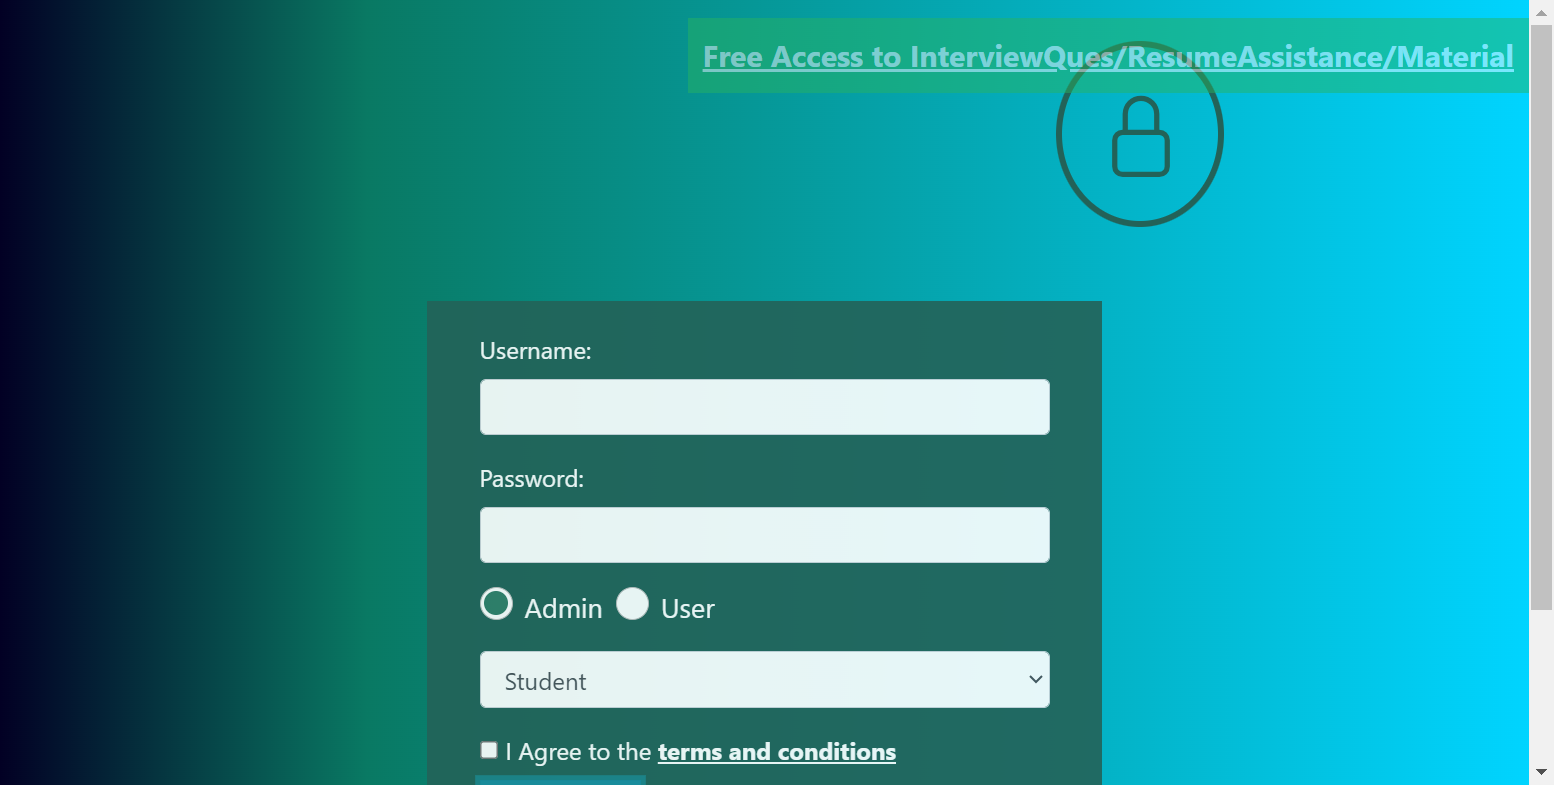 Free Access to InterviewQues/ResumeAssistance/Material
Username:
Password:
Admin User
Student
I Agree to the terms and conditions